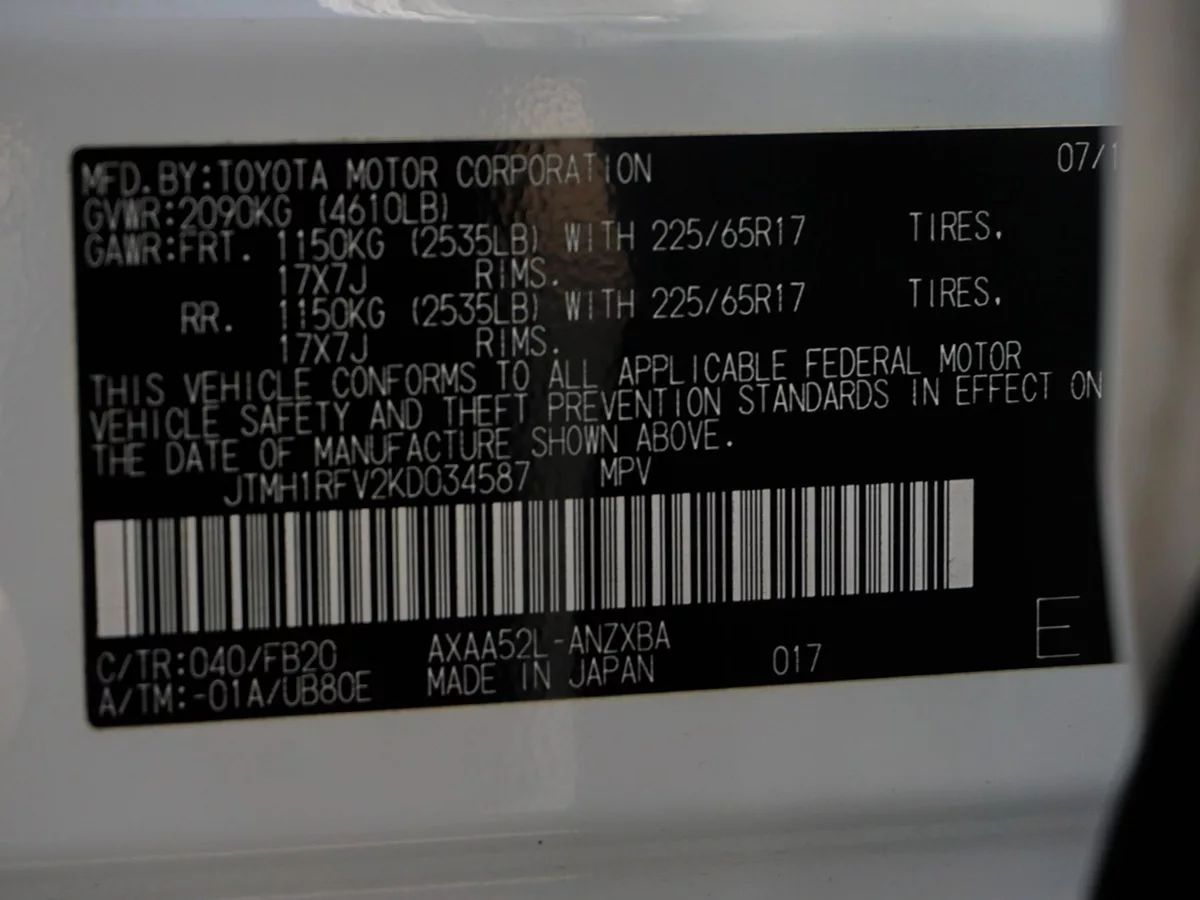 MFD.BY:TOYOTA MOTOR CORPORATION 07/1
GVWR:2090KG (4610LB)
GAWR:FRT. 1150KG (2535LB) WITH 225/65R17 TIRES.
17X7J RIMS.
RR. 1150KG (2535LB) WITH 225/65R17 TIRES.
17X7J RIMS.
THIS VEHICLE CONFORMS TO ALL APPLICABLE FEDERAL MOTOR
VEHICLE SAFETY AND THEFT PREVENTION STANDARDS IN EFFECT ON
THE DATE OF MANUFACTURE SHOWN ABOVE.
JTMH1RFV2KD034587 MPV
C/TR:040/FB20 AXAA52L-ANZXBA 017 E
A/TM:-01A/UB80E MADE IN JAPAN